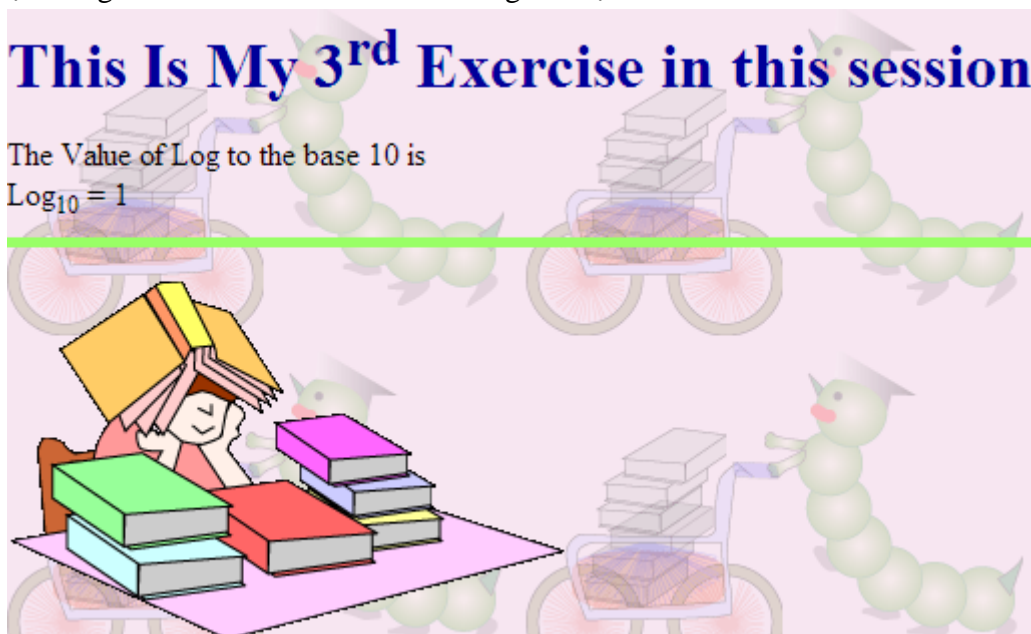 This Is My 3rd Exercise in this session
The Value of Log to the base 10 is
Log10 = 1